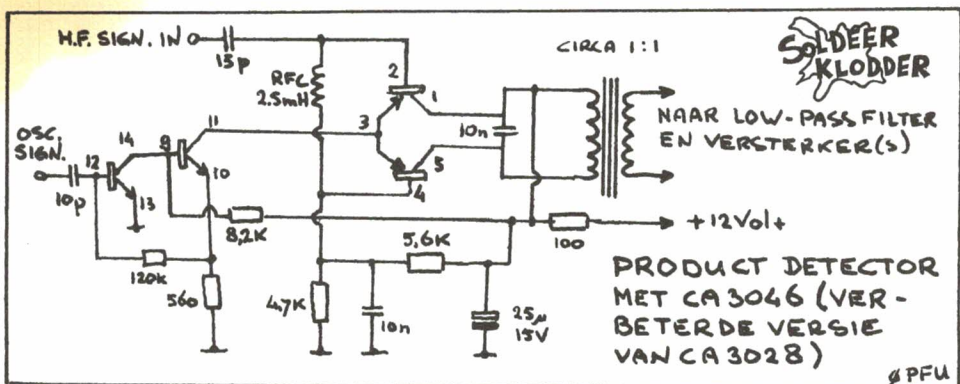 H.F. SIGN. IN
15p
RFC
2.5mH
CIRCA 1:1
SOLDEER
KLODDER
2
1
3
10n
5
4
NAAR LOW-PASS FILTER
EN VERSTERKER(S)
OSC.
SIGN.
12
14
9
11
10
13
10p
8,2K
120K
560
4.7K
10n
5,6K
25µ
15V
100
+12Volt
PRODUCT DETECTOR
MET CA3046 (VER-
BETERDE VERSIE
VAN CA3028)
φPFU